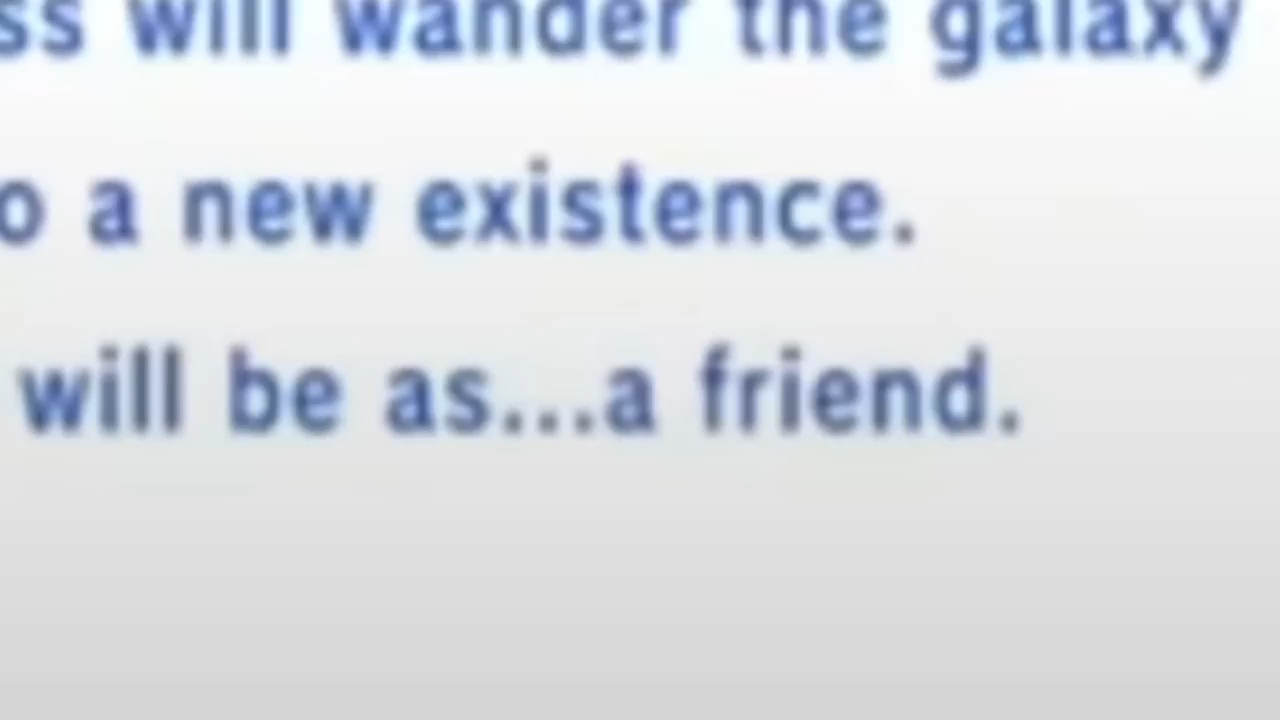 ss will wander the galaxy
o a new existence.
will be as...a friend.